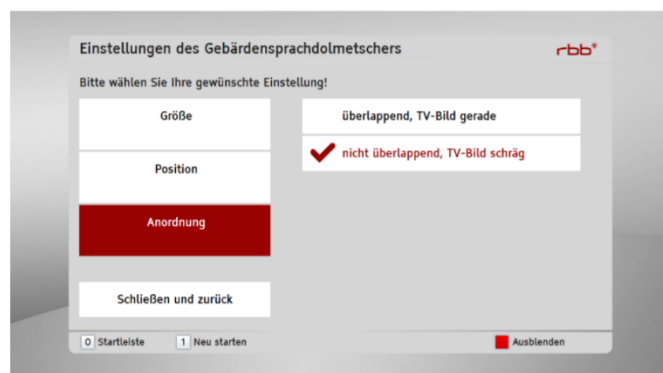 Einstellungen des Gebärdensprachdolmetschers
rbb*
Bitte wählen Sie Ihre gewünschte Einstellung!
Größe
überlappend, TV-Bild gerade
nicht überlappend, TV-Bild schräg
Position
Anordnung
Schließen und zurück
0 Startleiste 1 Neu starten Ausblenden